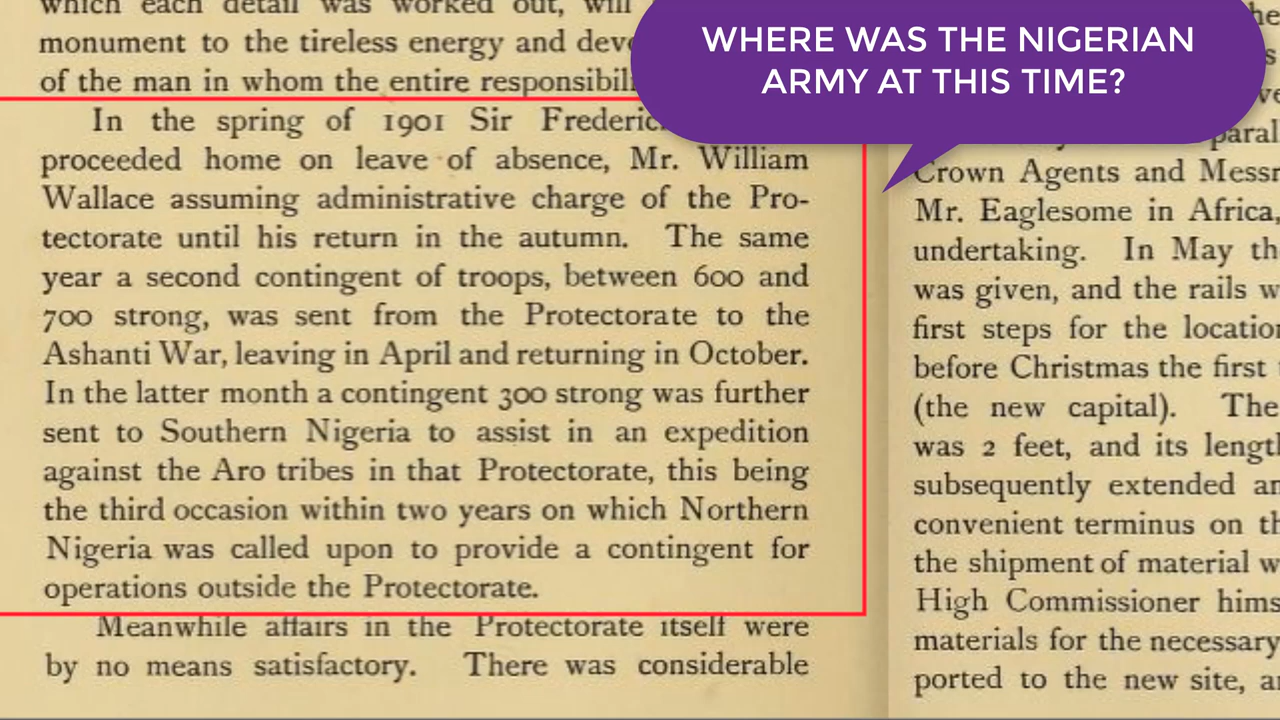 which each detail was worked out, will
monument to the tireless energy and
of the man in whom the entire
In the spring of 1901 Sir
proceeded home on leave of absence, Mr. William
Wallace assuming administrative charge of the Pro-
tectorate until his return in the autumn. The same
year a second contingent of troops, between 600 and
700 strong, was sent from the Protectorate to the
Ashanti War, leaving in April and returning in October.
In the latter month a contingent 300 strong was further
sent to Southern Nigeria to assist in an expedition
against the Aro tribes in that Protectorate, this being
the third occasion within two years on which Northern
Nigeria was called upon to provide a contingent for
operations outside the Protectorate.
Meanwhile affairs in the Protectorate itself were
by no means satisfactory. There was considerable
WHERE WAS THE NIGERIAN
ARMY AT THIS TIME?
Crown Agents and
Mr. Eaglesome in Africa,
undertaking. In May
was given, and the rails
first steps for the
before Christmas the first
(the new capital). The
was 2 feet, and its
subsequently extended
convenient terminus on
the shipment of material
High Commissioner
materials for the necessary
ported to the new site,